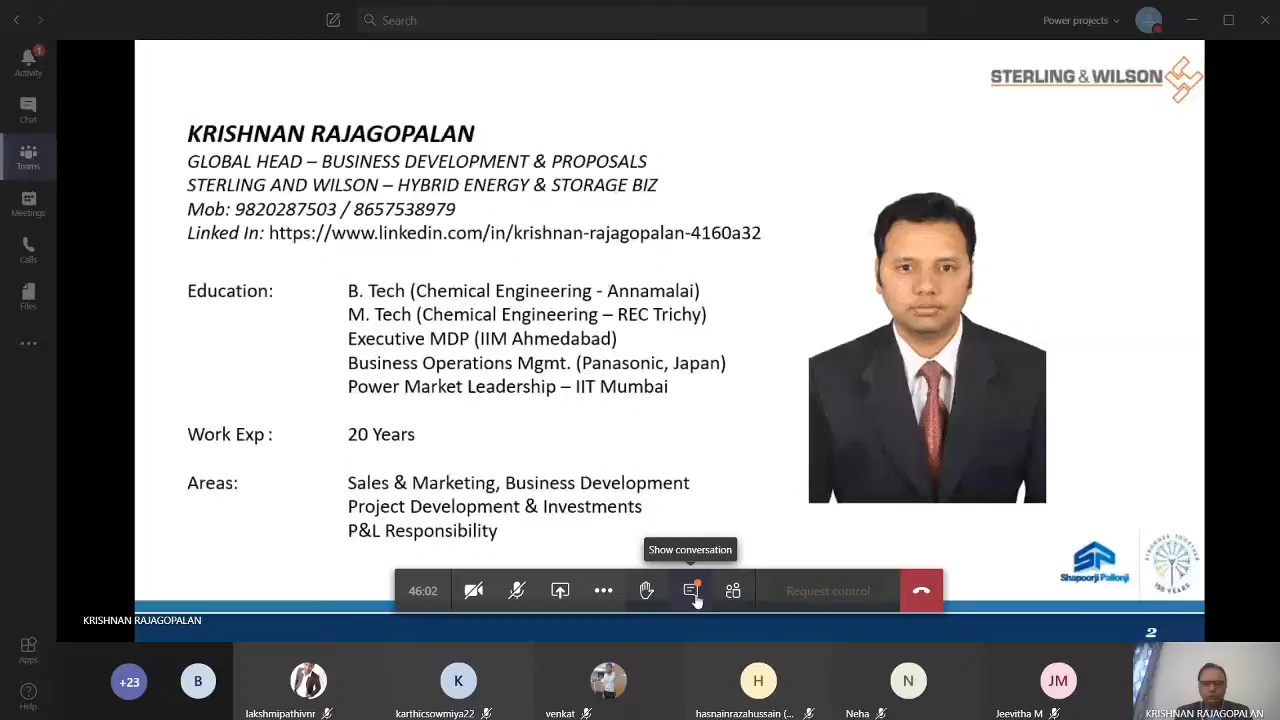 Search
Power projects
Activity
Chat
Teams
Meetings
Calls
Files
Apps
Help
STERLING & WILSON
KRISHNAN RAJAGOPALAN
GLOBAL HEAD – BUSINESS DEVELOPMENT & PROPOSALS
STERLING AND WILSON – HYBRID ENERGY & STORAGE BIZ
Mob: 9820287503 / 8657538979
Linked In: https://www.linkedin.com/in/krishnan-rajagopalan-4160a32
Education: B. Tech (Chemical Engineering - Annamalai)
M. Tech (Chemical Engineering – REC Trichy)
Executive MDP (IIM Ahmedabad)
Business Operations Mgmt. (Panasonic, Japan)
Power Market Leadership – IIT Mumbai
Work Exp : 20 Years
Areas: Sales & Marketing, Business Development
Project Development & Investments
P&L Responsibility
Show conversation
Shapoorji Pallonji
46:02
Request control
KRISHNAN RAJAGOPALAN
2
+23
B
K
H
N
JM
lakshmipathivnr
karthicsowmiya22
venkat
hasnainrazahussain (...
Neha
Jeevitha M
KRISHNAN RAJAGOPALAN